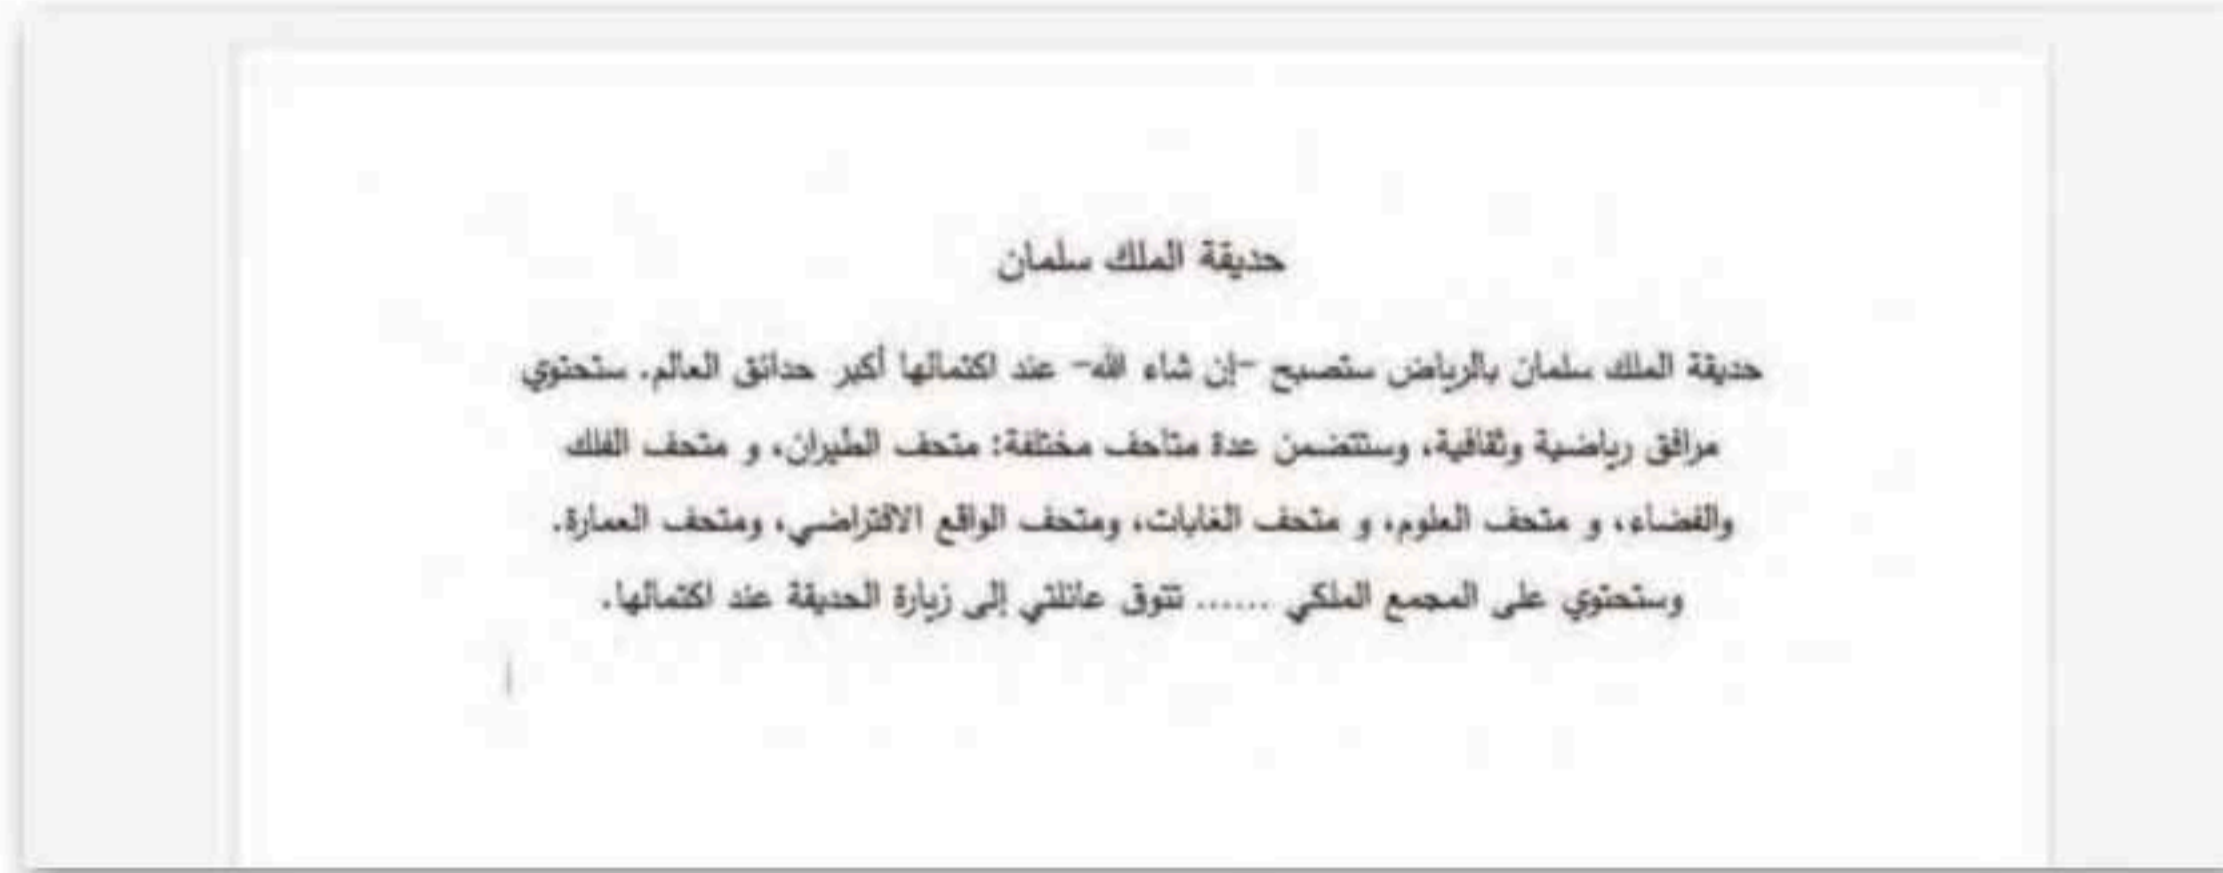 حديقة الملك سلمان
حديقة الملك سلمان بالرياض ستصبح -إن شاء الله- عند اكتمالها أكبر حدائق العالم. ستحتوي
مرافق رياضية وثقافية، وستتضمن عدة متاحف مختلفة: متحف الطيران، و متحف الفلك
والفضاء، و متحف العلوم، و متحف الغابات، ومتحف الواقع الافتراضي، ومتحف العمارة.
وستحتوي على المجمع الملكي ...... تتوق عائلتي إلى زيارة الحديقة عند اكتمالها.